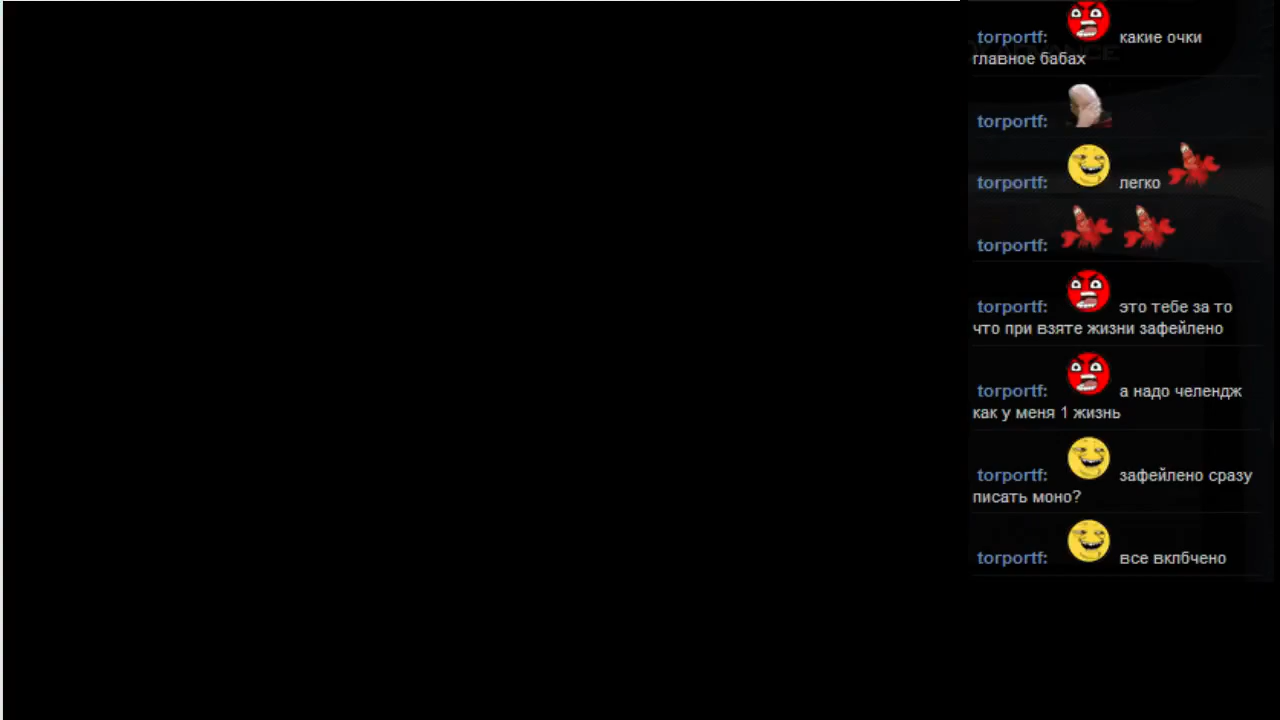 torportf: какие очки
главное бабах
torportf:
torportf: легко
torportf:
torportf: это тебе за то
что при взяте жизни зафейлено
torportf: а надо челендж
как у меня 1 жизнь
torportf: зафейлено сразу
писать моно?
torportf: все вклбчено